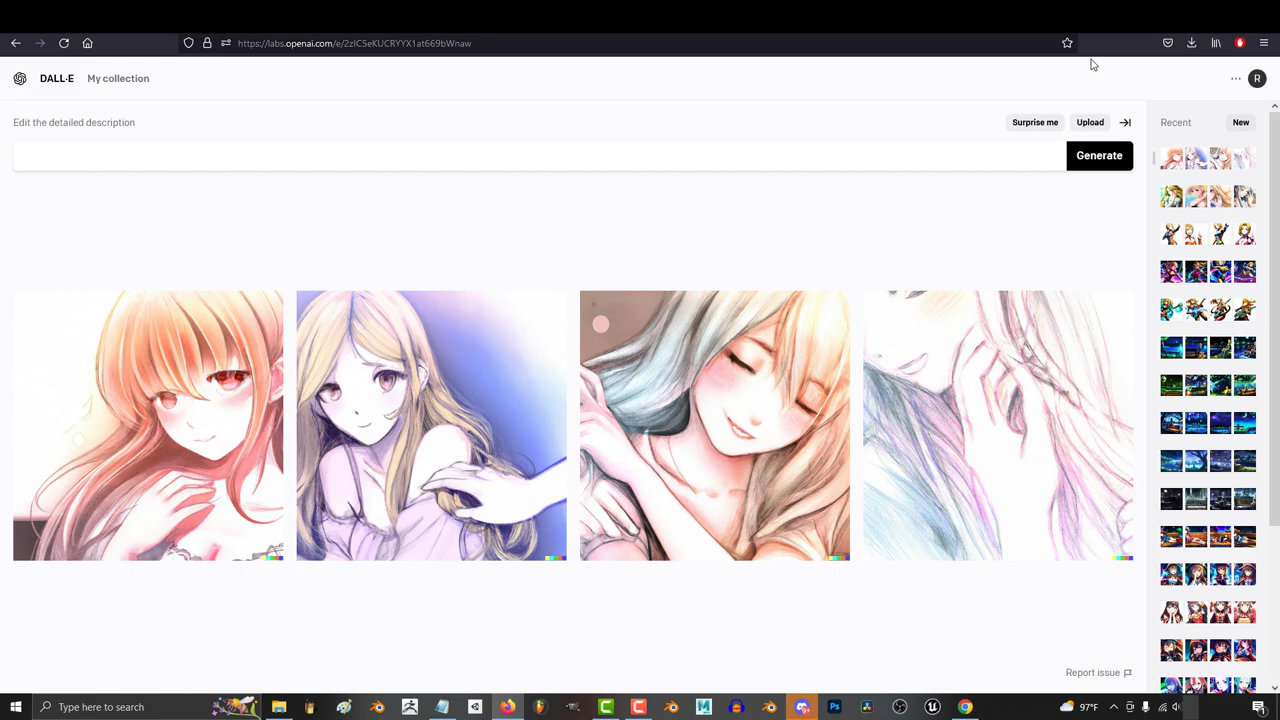 https://labs.openai.com/e/2zIC5eKUCRYYX1at669bWnaw
DALL·E My collection
R
Edit the detailed description
Surprise me Upload
Generate
Recent New
Report issue
Type here to search
97°F